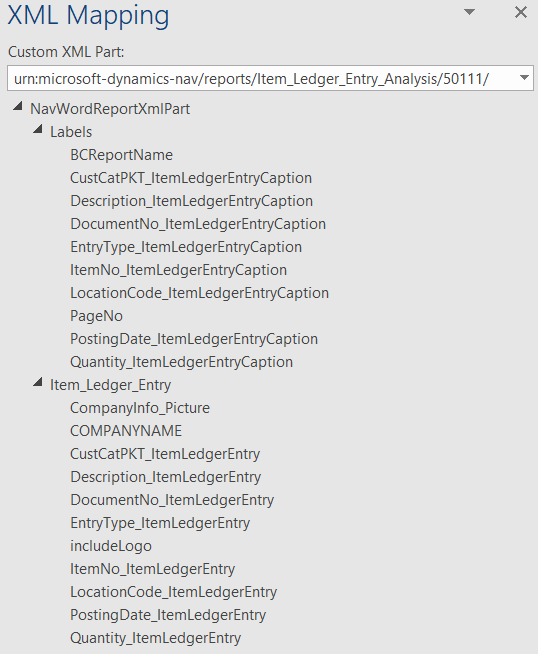 XML Mapping
Custom XML Part:
urn:microsoft-dynamics-nav/reports/Item_Ledger_Entry_Analysis/50111/
NavWordReportXmlPart
Labels
BCReportName
CustCatPKT_ItemLedgerEntryCaption
Description_ItemLedgerEntryCaption
DocumentNo_ItemLedgerEntryCaption
EntryType_ItemLedgerEntryCaption
ItemNo_ItemLedgerEntryCaption
LocationCode_ItemLedgerEntryCaption
PageNo
PostingDate_ItemLedgerEntryCaption
Quantity_ItemLedgerEntryCaption
Item_Ledger_Entry
CompanyInfo_Picture
COMPANYNAME
CustCatPKT_ItemLedgerEntry
Description_ItemLedgerEntry
DocumentNo_ItemLedgerEntry
EntryType_ItemLedgerEntry
includeLogo
ItemNo_ItemLedgerEntry
LocationCode_ItemLedgerEntry
PostingDate_ItemLedgerEntry
Quantity_ItemLedgerEntry